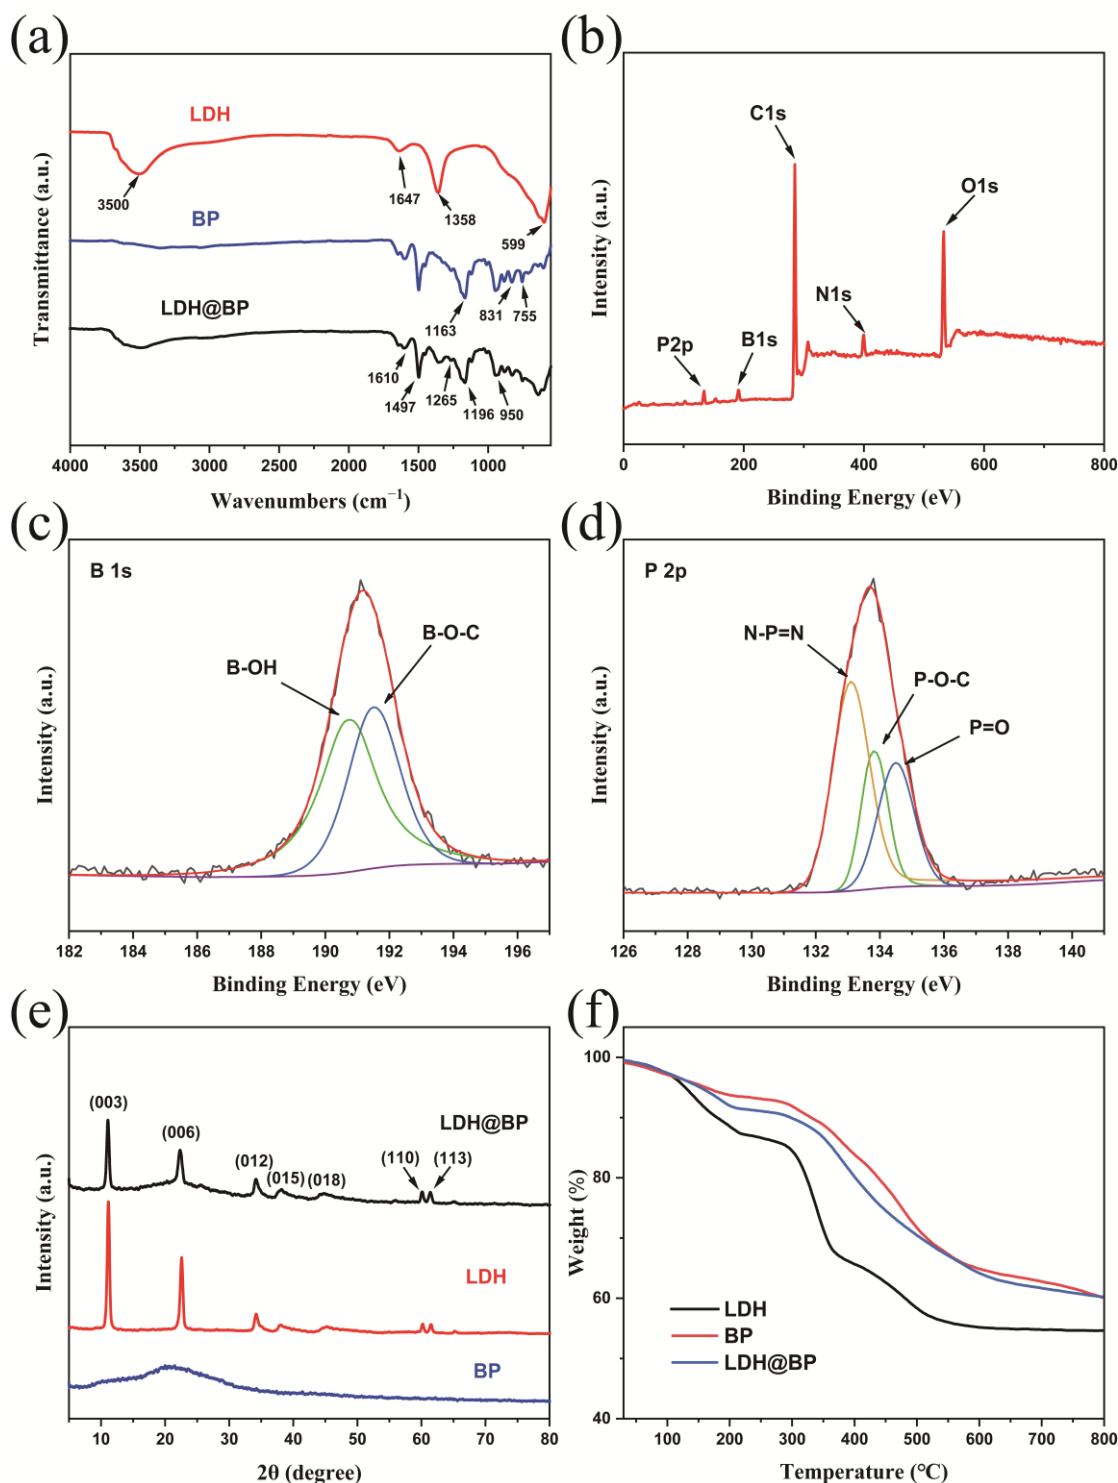 (a)
LDH
3500
1647
1358
599
BP
1163
831
755
LDH@BP
1610
1497
1265
1196
950
Transmittance (a.u.)
4000 3500 3000 2500 2000 1500 1000
Wavenumbers (cm⁻¹)
(b)
C1s
O1s
N1s
P2p
B1s
Intensity (a.u.)
0 200 400 600 800
Binding Energy (eV)
(c)
B 1s
B-O-C
B-OH
Intensity (a.u.)
182 184 186 188 190 192 194 196
Binding Energy (eV)
(d)
P 2p
N-P=N
P-O-C
P=O
Intensity (a.u.)
126 128 130 132 134 136 138 140
Binding Energy (eV)
(e)
(003)
(006)
(012)
(015)
(018)
(110)
(113)
LDH@BP
LDH
BP
Intensity (a.u.)
10 20 30 40 50 60 70 80
2θ (degree)
(f)
100
80
60
40
Weight (%)
LDH
BP
LDH@BP
100 200 300 400 500 600 700 800
Temperature (℃)